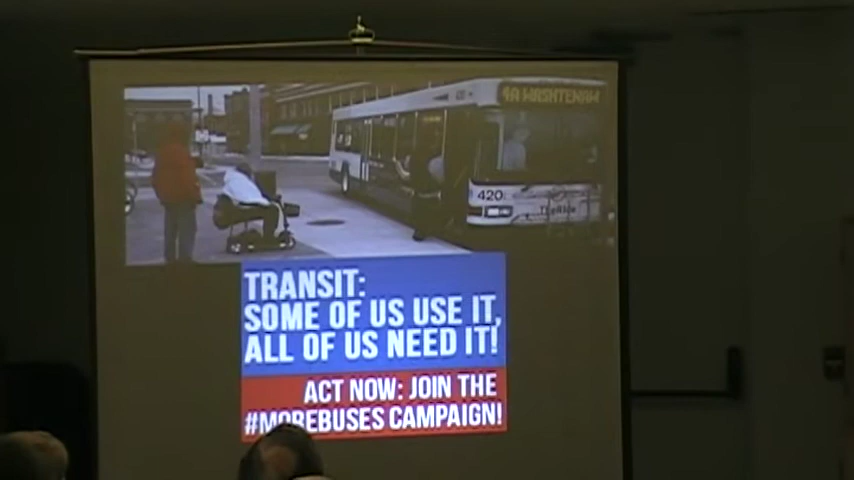 4A WASHTENAW
420
TheRide
TRANSIT:
SOME OF US USE IT,
ALL OF US NEED IT!
ACT NOW: JOIN THE
#MOREBUSES CAMPAIGN!